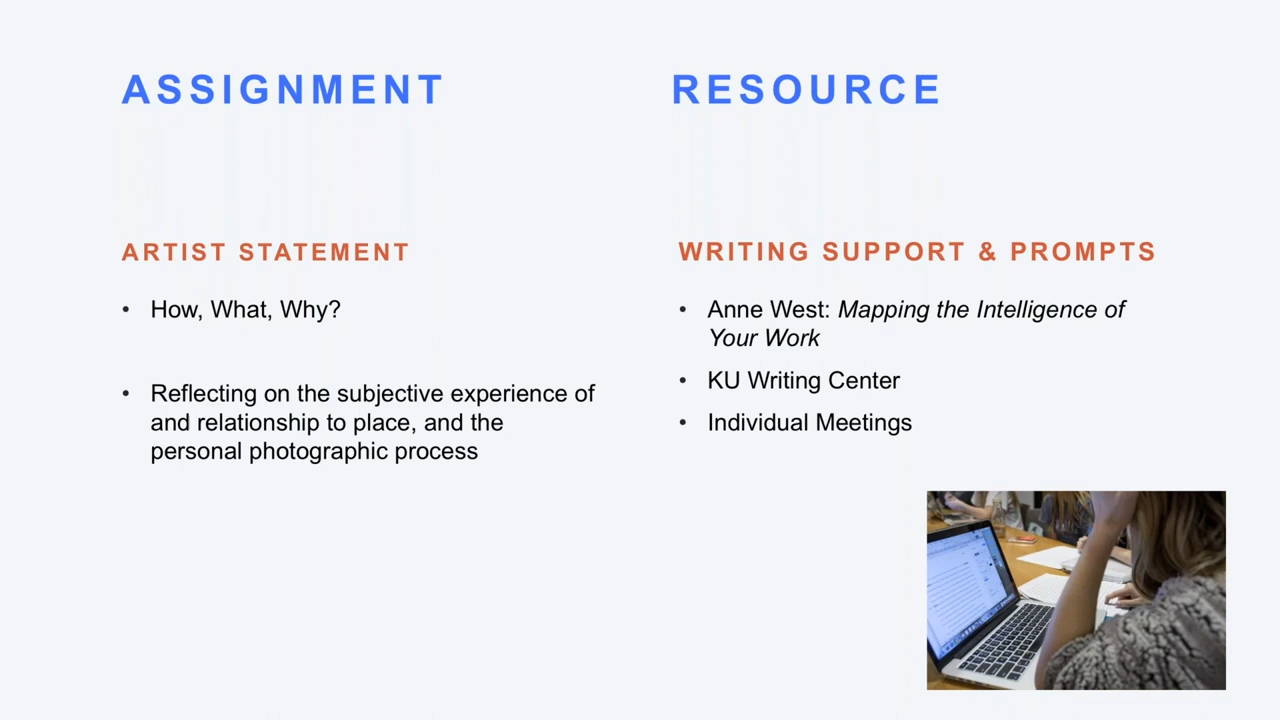 ASSIGNMENT
RESOURCE
ARTIST STATEMENT
• How, What, Why?
• Reflecting on the subjective experience of
and relationship to place, and the
personal photographic process
WRITING SUPPORT & PROMPTS
• Anne West: Mapping the Intelligence of
Your Work
• KU Writing Center
• Individual Meetings